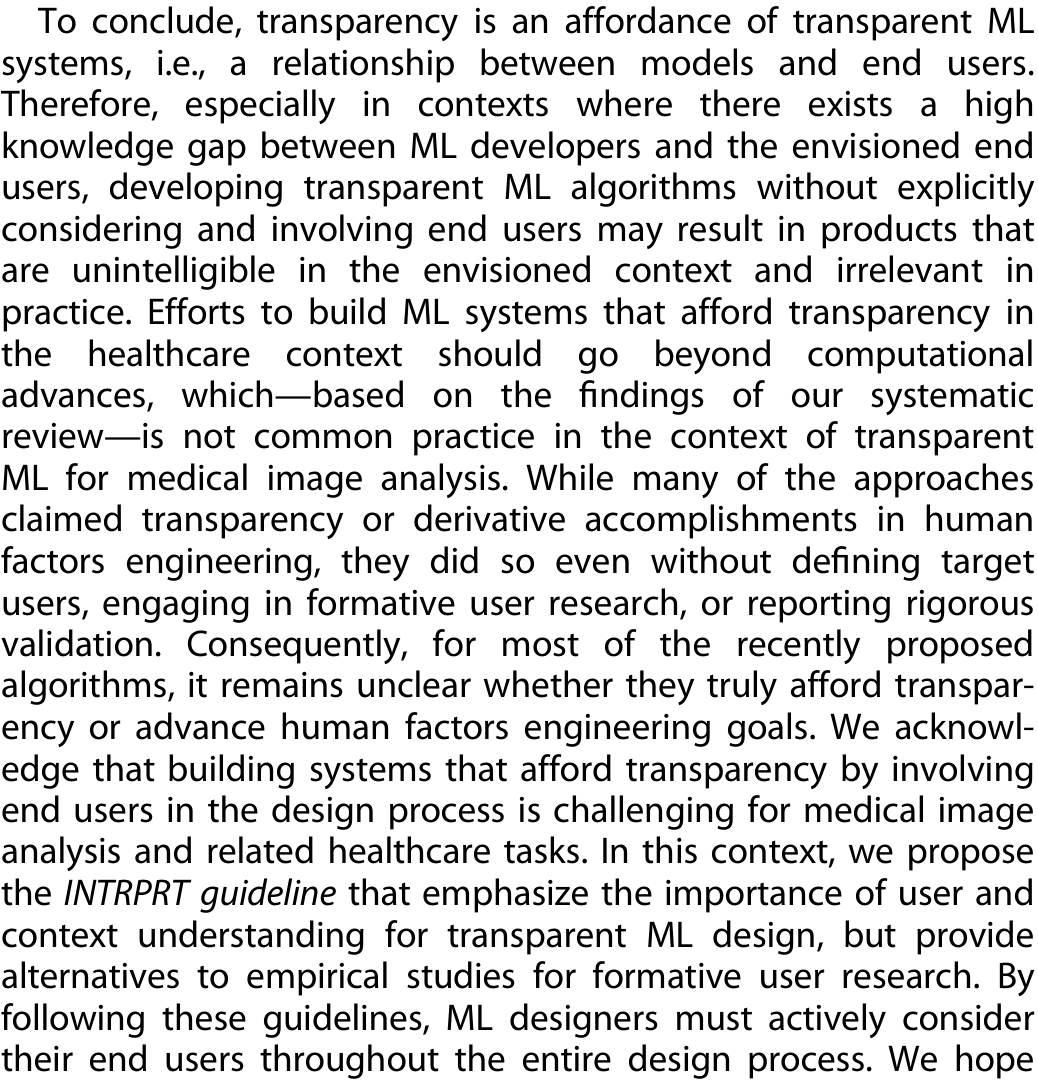 To conclude, transparency is an affordance of transparent ML
systems, i.e., a relationship between models and end users.
Therefore, especially in contexts where there exists a high
knowledge gap between ML developers and the envisioned end
users, developing transparent ML algorithms without explicitly
considering and involving end users may result in products that
are unintelligible in the envisioned context and irrelevant in
practice. Efforts to build ML systems that afford transparency in
the healthcare context should go beyond computational
advances, which—based on the findings of our systematic
review—is not common practice in the context of transparent
ML for medical image analysis. While many of the approaches
claimed transparency or derivative accomplishments in human
factors engineering, they did so even without defining target
users, engaging in formative user research, or reporting rigorous
validation. Consequently, for most of the recently proposed
algorithms, it remains unclear whether they truly afford transpar-
ency or advance human factors engineering goals. We acknowl-
edge that building systems that afford transparency by involving
end users in the design process is challenging for medical image
analysis and related healthcare tasks. In this context, we propose
the INTRPRT guideline that emphasize the importance of user and
context understanding for transparent ML design, but provide
alternatives to empirical studies for formative user research. By
following these guidelines, ML designers must actively consider
their end users throughout the entire design process. We hope